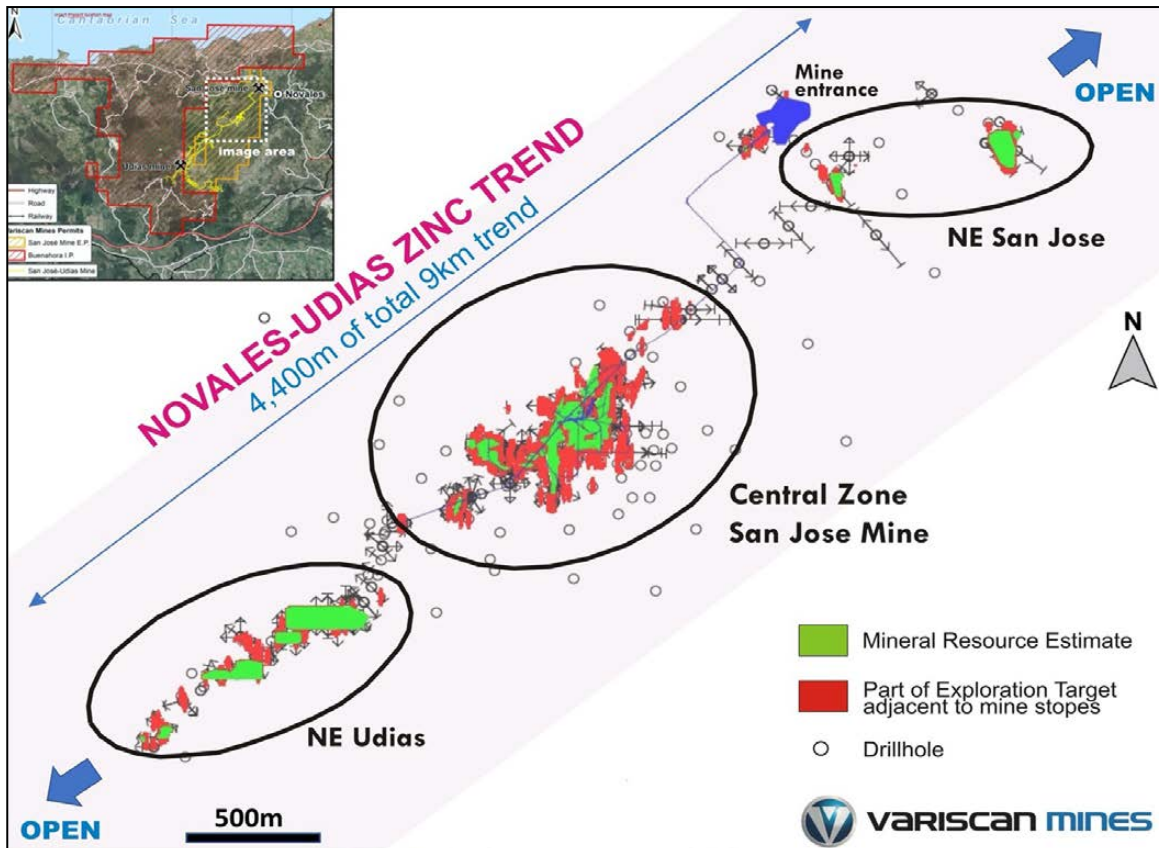 Cantabrian Sea
N
San Jose mine
Novales
image area
Udias mine
Highway
Road
Railway
Variscan Mines Permits
San José Mine E.P.
Buenahora I.P.
San José-Udias Mine
NOVALES-UDIAS ZINC TREND
4,400m of total 9km trend
Mine
entrance
OPEN
NE San Jose
N
Central Zone
San Jose Mine
NE Udias
OPEN
500m
Mineral Resource Estimate
Part of Exploration Target
adjacent to mine stopes
Drillhole
VARISCAN MINES